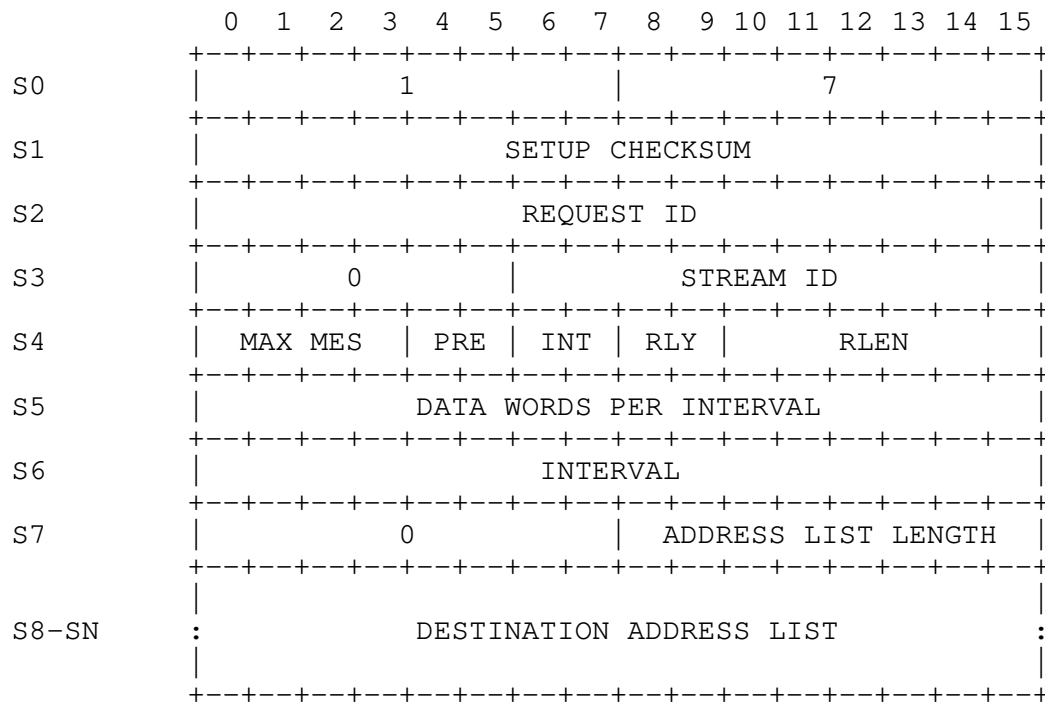 0 1 2 3 4 5 6 7 8 9 10 11 12 13 14 15
+--+--+--+--+--+--+--+--+--+--+--+--+--+--+--+--+
S0 | 1 | 7 |
+--+--+--+--+--+--+--+--+--+--+--+--+--+--+--+--+
S1 | SETUP CHECKSUM |
+--+--+--+--+--+--+--+--+--+--+--+--+--+--+--+--+
S2 | REQUEST ID |
+--+--+--+--+--+--+--+--+--+--+--+--+--+--+--+--+
S3 | 0 | STREAM ID |
+--+--+--+--+--+--+--+--+--+--+--+--+--+--+--+--+
S4 | MAX MES | PRE | INT | RLY | RLEN |
+--+--+--+--+--+--+--+--+--+--+--+--+--+--+--+--+
S5 | DATA WORDS PER INTERVAL |
+--+--+--+--+--+--+--+--+--+--+--+--+--+--+--+--+
S6 | INTERVAL |
+--+--+--+--+--+--+--+--+--+--+--+--+--+--+--+--+
S7 | 0 | ADDRESS LIST LENGTH |
+--+--+--+--+--+--+--+--+--+--+--+--+--+--+--+--+
| |
S8-SN : DESTINATION ADDRESS LIST :
| |
+--+--+--+--+--+--+--+--+--+--+--+--+--+--+--+--+